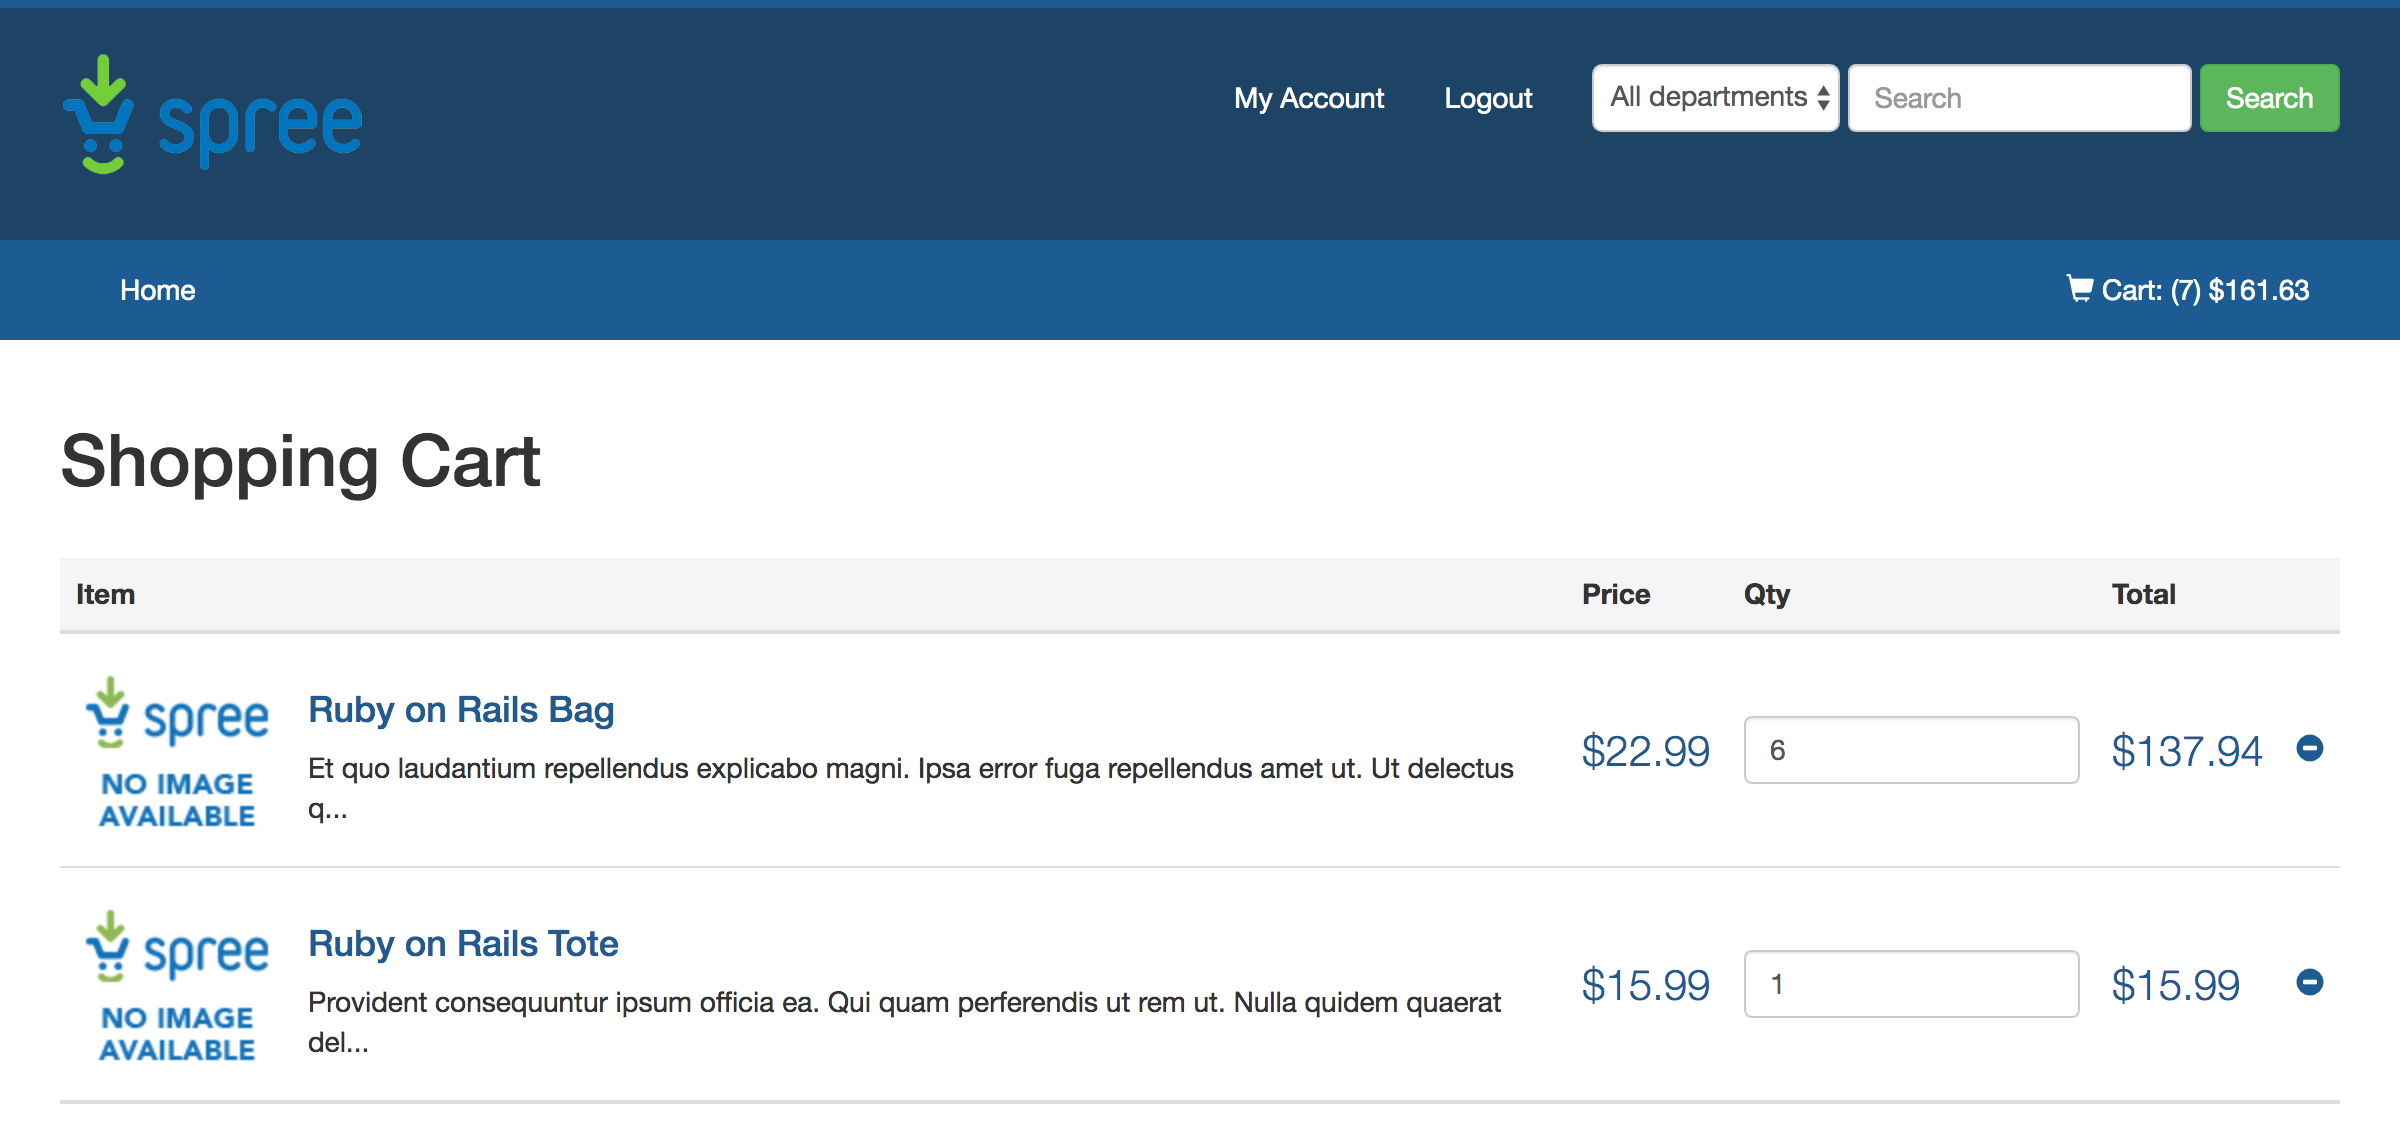 spree
My Account Logout All departments Search Search
Home Cart: (7) $161.63
Shopping Cart
Item Price Qty Total
spree
NO IMAGE
AVAILABLE
Ruby on Rails Bag
Et quo laudantium repellendus explicabo magni. Ipsa error fuga repellendus amet ut. Ut delectus
q...
$22.99 6 $137.94
spree
NO IMAGE
AVAILABLE
Ruby on Rails Tote
Provident consequuntur ipsum officia ea. Qui quam perferendis ut rem ut. Nulla quidem quaerat
del...
$15.99 1 $15.99